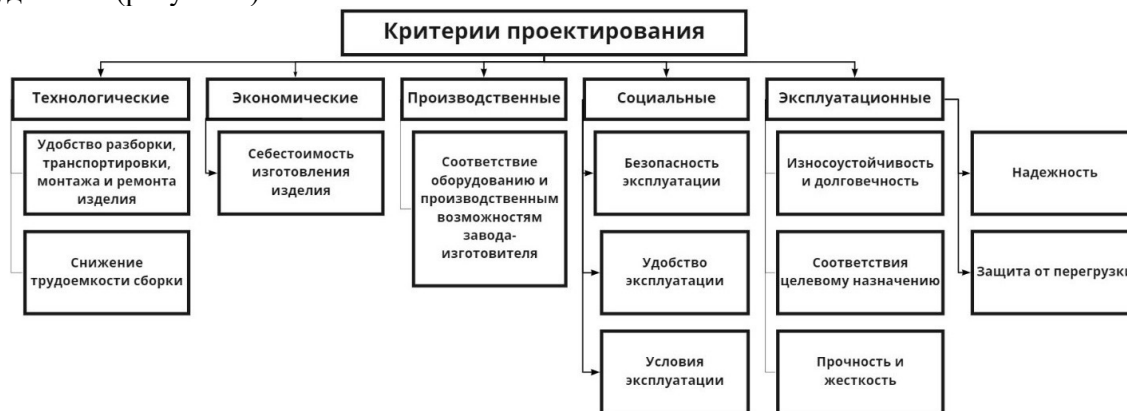 Критерии проектирования
Технологические
Экономические
Производственные
Социальные
Эксплуатационные
Удобство разборки,
транспортировки,
монтажа и ремонта
изделия
Снижение
трудоемкости сборки
Себестоимость
изготовления
изделия
Соответствие
оборудованию и
производственным
возможностям
завода-
изготовителя
Безопасность
эксплуатации
Удобство
эксплуатации
Условия
эксплуатации
Износоустойчивость
и долговечность
Соответствия
целевому назначению
Прочность и
жесткость
Надежность
Защита от перегрузки